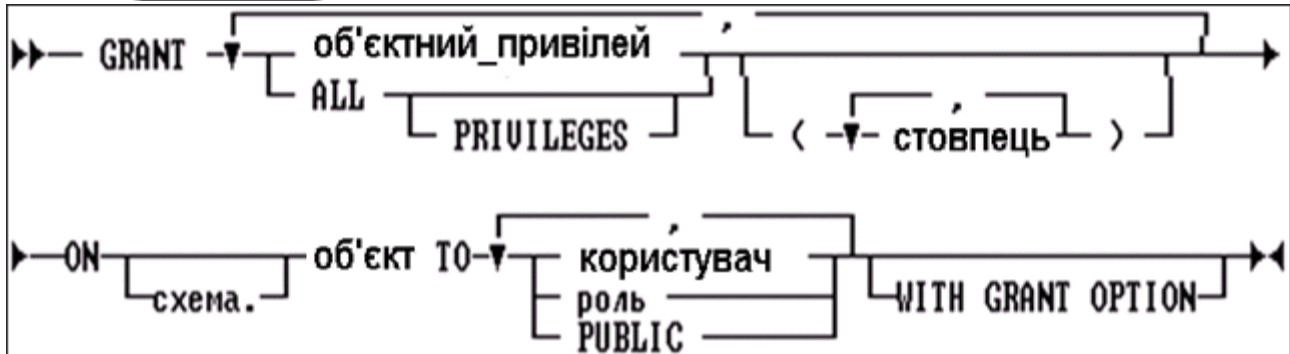 ,
GRANT об'єктний_привілей
ALL
PRIVILEGES ( стовпець , )
,
ON схема. об'єкт TO користувач
роль WITH GRANT OPTION
PUBLIC